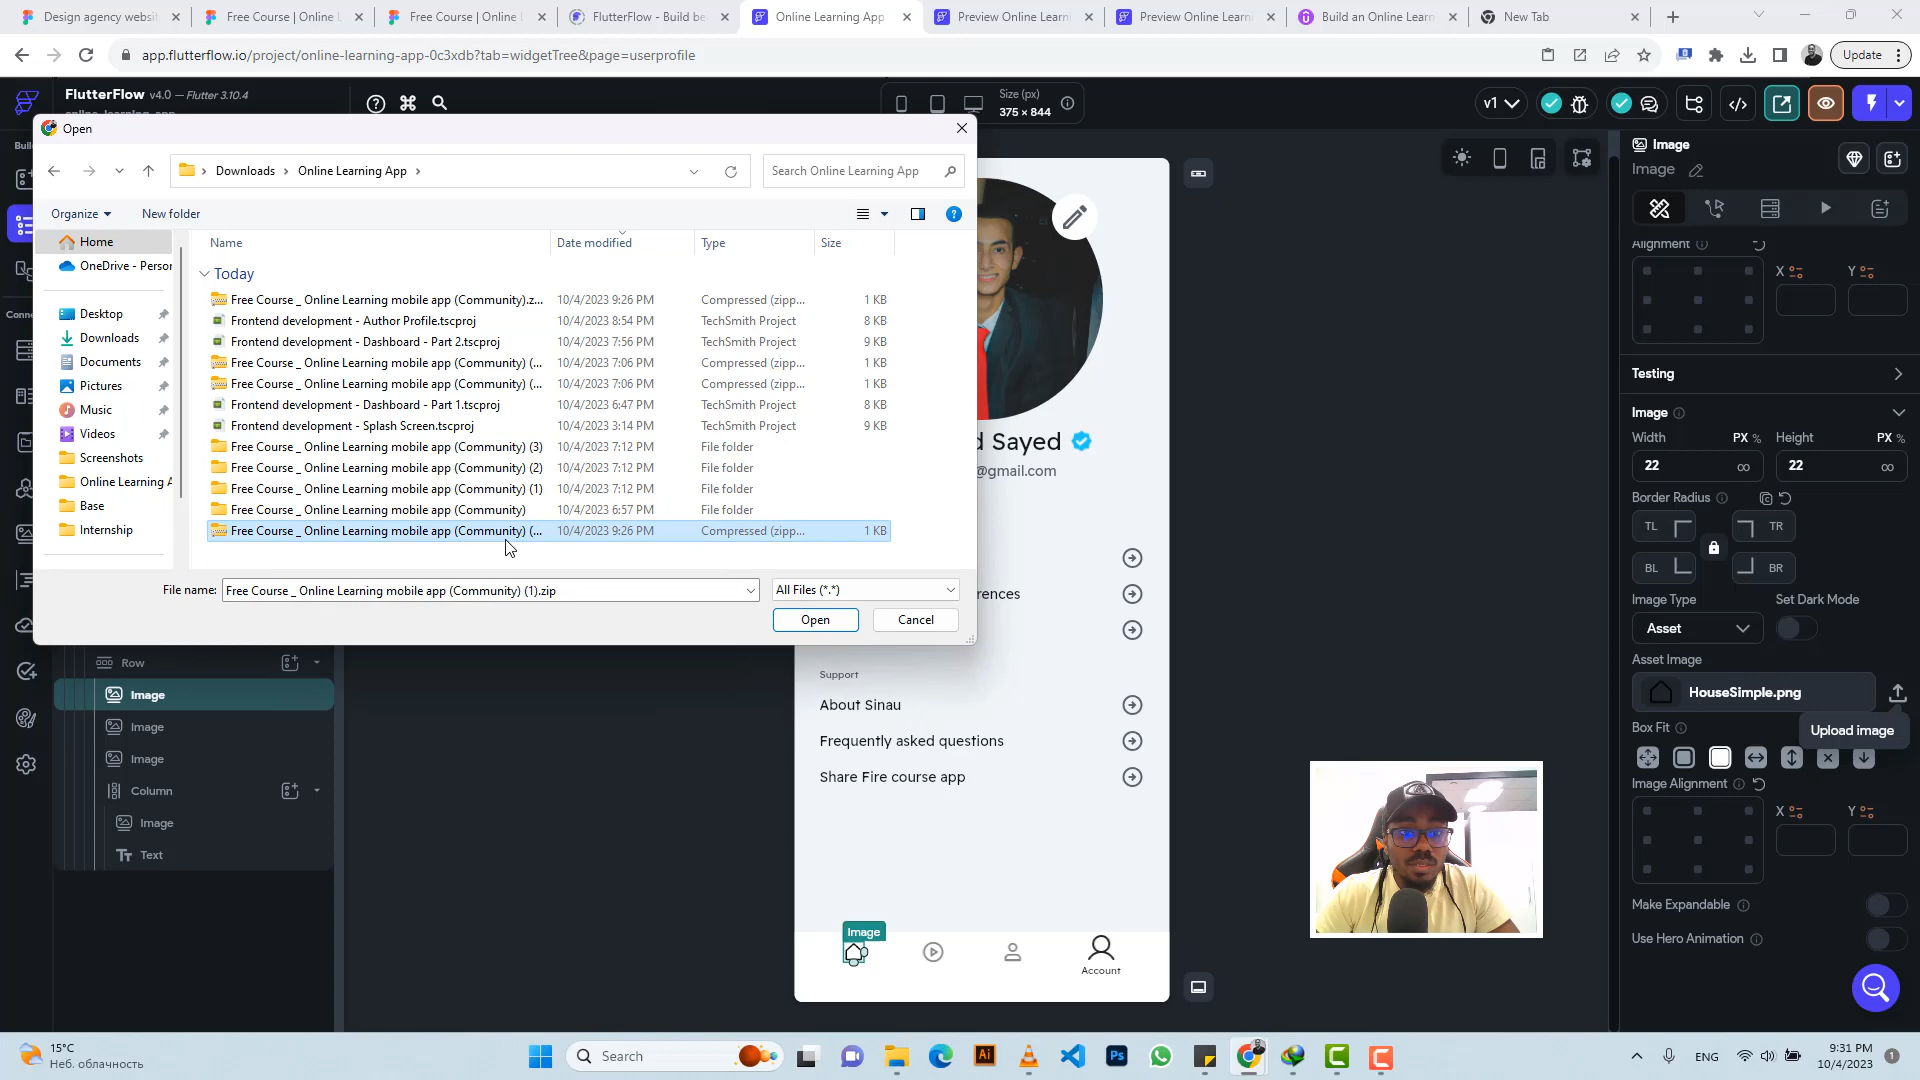 Design agency websit
Free Course | Online L
Free Course | Online L
FlutterFlow - Build be
Online Learning App
Preview Online Learni
Preview Online Learni
Build an Online Learn
New Tab
app.flutterflow.io/project/online-learning-app-0c3xdb?tab=widgetTree&page=userprofile
Update
FlutterFlow v4.0 — Flutter 3.10.4
Size (px)
375 × 844
v1
Open
Downloads
Online Learning App
Search Online Learning App
Organize
New folder
Home
OneDrive - Person
Desktop
Downloads
Documents
Pictures
Music
Videos
Screenshots
Online Learning A
Base
Internship
Name
Date modified
Type
Size
Today
Free Course _ Online Learning mobile app (Community).z... 10/4/2023 9:26 PM Compressed (zipp... 1 KB
Frontend development - Author Profile.tscproj 10/4/2023 8:54 PM TechSmith Project 8 KB
Frontend development - Dashboard - Part 2.tscproj 10/4/2023 7:56 PM TechSmith Project 9 KB
Free Course _ Online Learning mobile app (Community) (... 10/4/2023 7:06 PM Compressed (zipp... 1 KB
Free Course _ Online Learning mobile app (Community) (... 10/4/2023 7:06 PM Compressed (zipp... 1 KB
Frontend development - Dashboard - Part 1.tscproj 10/4/2023 6:47 PM TechSmith Project 8 KB
Frontend development - Splash Screen.tscproj 10/4/2023 3:14 PM TechSmith Project 9 KB
Free Course _ Online Learning mobile app (Community) (3) 10/4/2023 7:12 PM File folder
Free Course _ Online Learning mobile app (Community) (2) 10/4/2023 7:12 PM File folder
Free Course _ Online Learning mobile app (Community) (1) 10/4/2023 7:12 PM File folder
Free Course _ Online Learning mobile app (Community) 10/4/2023 6:57 PM File folder
Free Course _ Online Learning mobile app (Community) (... 10/4/2023 9:26 PM Compressed (zipp... 1 KB
File name: Free Course _ Online Learning mobile app (Community) (1).zip
All Files (*.*)
Open
Cancel
Row
Image
Image
Image
Column
Image
Text
d Sayed
@gmail.com
rences
Support
About Sinau
Frequently asked questions
Share Fire course app
Image
Account
Image
Image
Alignment
X
Y
Testing
Image
Width PX % Height PX %
22 ∞ 22 ∞
Border Radius
TL TR
BL BR
Image Type Set Dark Mode
Asset
Asset Image
HouseSimple.png
Box Fit
Upload image
Image Alignment
X
Y
Make Expandable
Use Hero Animation
15°C
Неб. облачность
Search
ENG
9:31 PM
10/4/2023
1